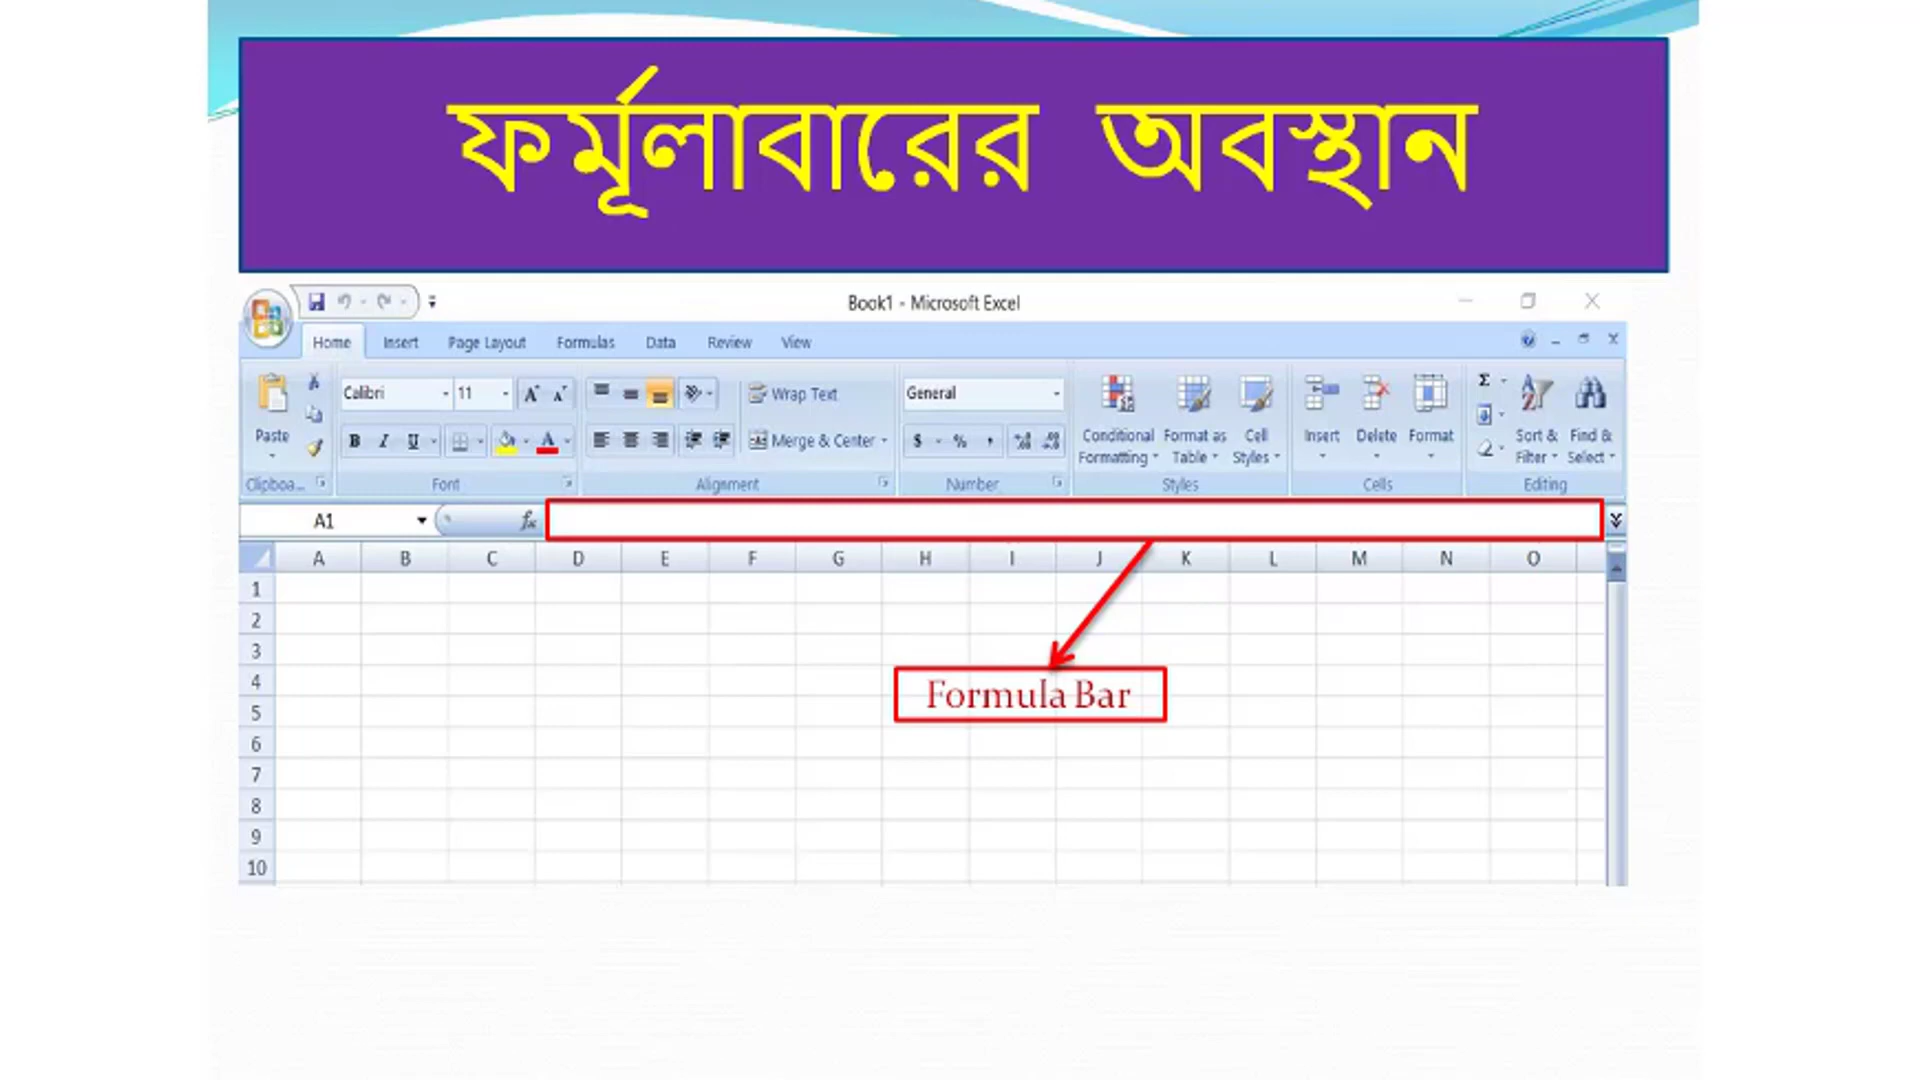 ফর্মূলাবারের অবস্থান
Book1 - Microsoft Excel
Home Insert Page Layout Formulas Data Review View
Calibri 11 A A Wrap Text General
Paste B I U A Merge & Center $ % , Conditional Formatting Format as Table Cell Styles Insert Delete Format Σ Sort & Filter Find & Select
Clipboa... Font Alignment Number Styles Cells Editing
A1 fx
A B C D E F G H I J K L M N O
1
2
3
4
Formula Bar
5
6
7
8
9
10